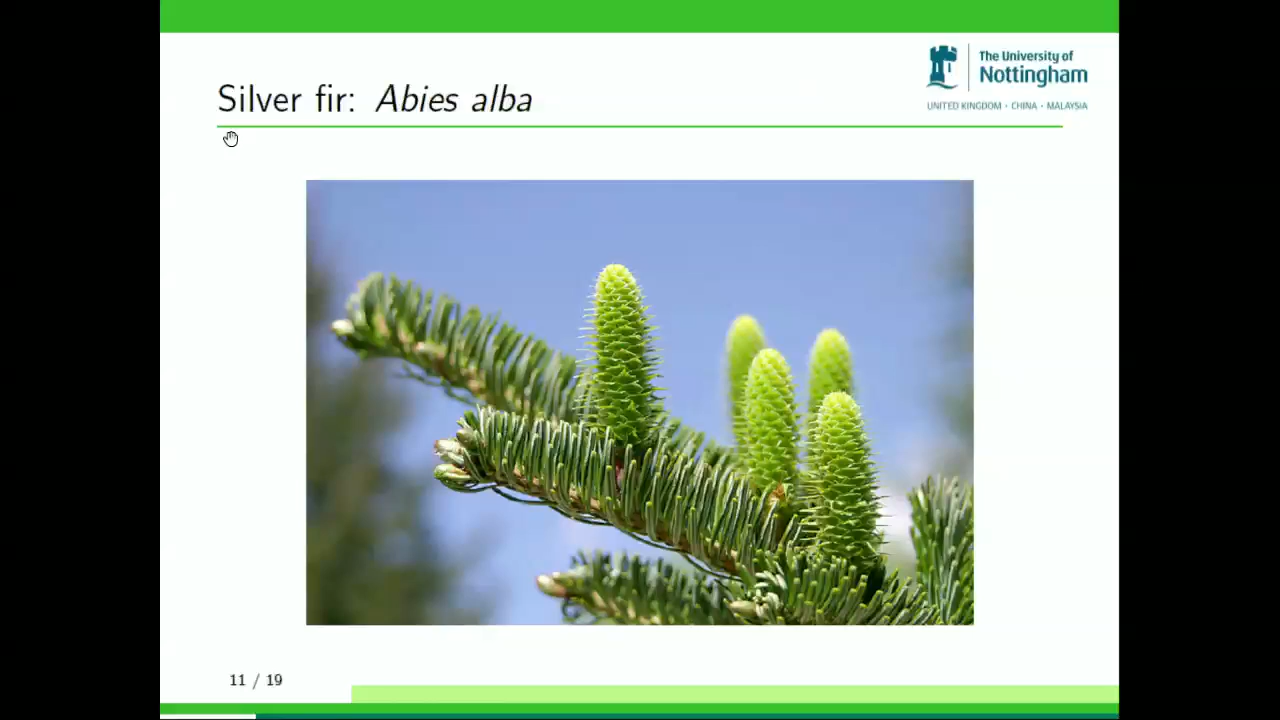 The University of
Nottingham
UNITED KINGDOM · CHINA · MALAYSIA
Silver fir: Abies alba
11 / 19